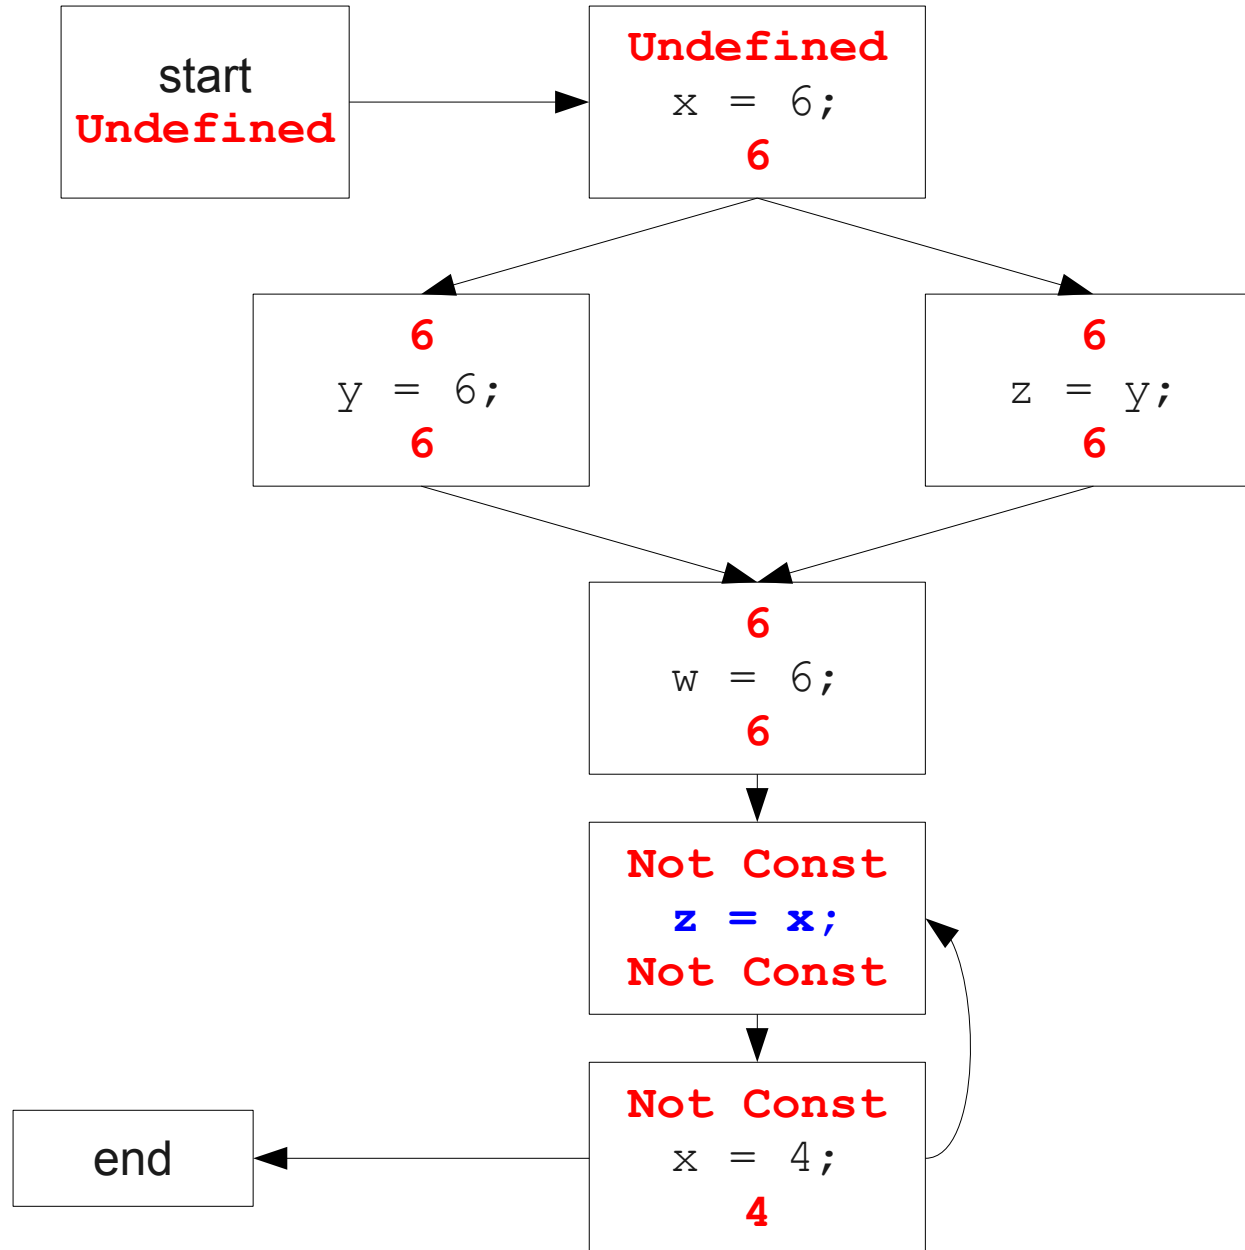 start
Undefined
Undefined
x = 6;
6
6
y = 6;
6
6
z = y;
6
6
w = 6;
6
Not Const
z = x;
Not Const
Not Const
x = 4;
4
end